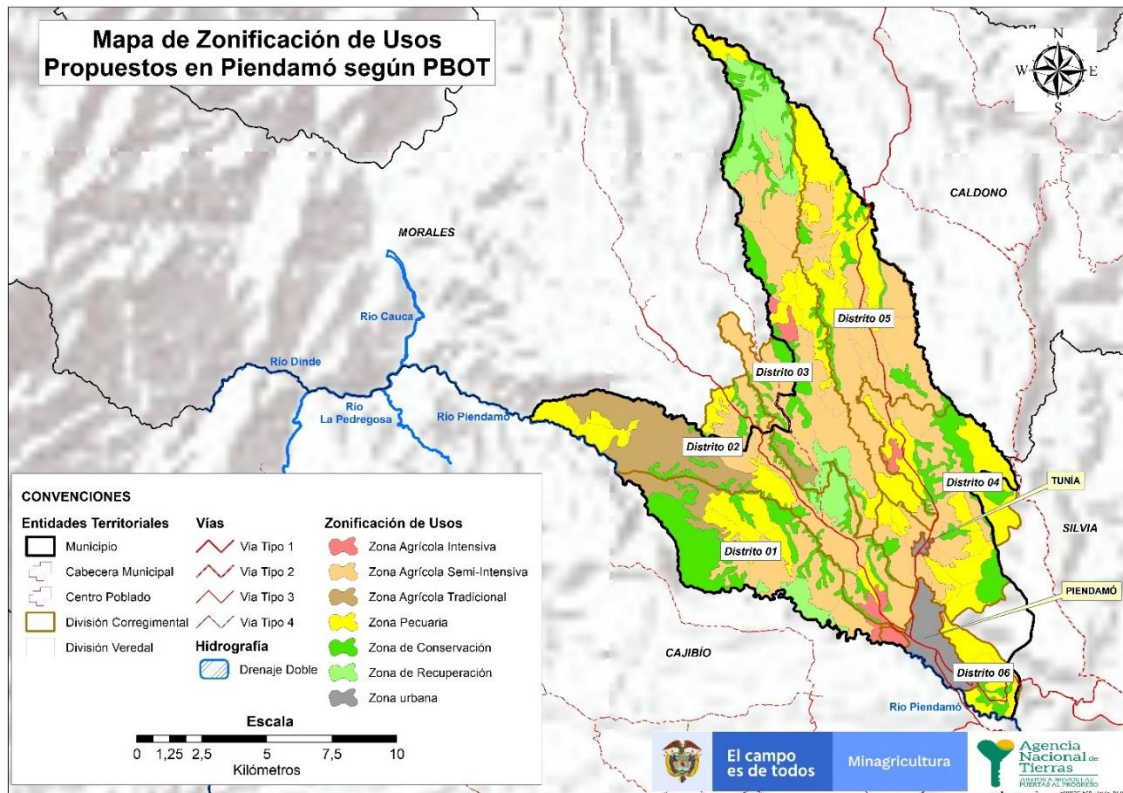 Mapa de Zonificación de Usos
Propuestos en Piendamó según PBOT
N
W
E
S
CALDONO
MORALES
Río Cauca
Río Dinde
Río
La Pedregosa
Río Piendamó
Distrito 05
Distrito 03
Distrito 02
Distrito 04
TUNÍA
SILVIA
Distrito 01
PIENDAMÓ
CAJIBÍO
Distrito 06
Río Piendamó
CONVENCIONES
Entidades Territoriales
Municipio
Cabecera Municipal
Centro Poblado
División Corregimental
División Veredal
Vías
Via Tipo 1
Via Tipo 2
Via Tipo 3
Via Tipo 4
Hidrografía
Drenaje Doble
Zonificación de Usos
Zona Agrícola Intensiva
Zona Agrícola Semi-Intensiva
Zona Agrícola Tradicional
Zona Pecuaria
Zona de Conservación
Zona de Recuperación
Zona urbana
Escala
0 1,25 2,5 5 7,5 10
Kilómetros
El campo
es de todos
Minagricultura
Agencia
Nacional de
Tierras